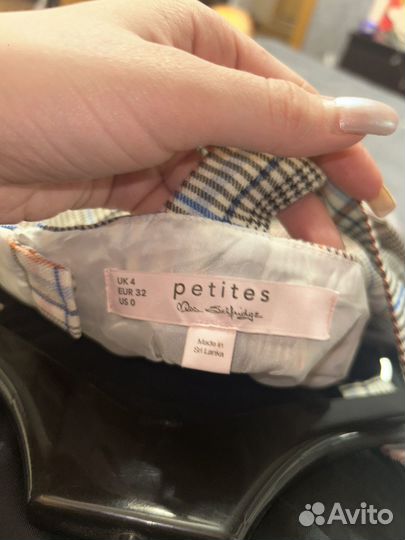 UK 4
EUR 32
US 0
petites
Miss Selfridge
Made in
Sri Lanka
Avito